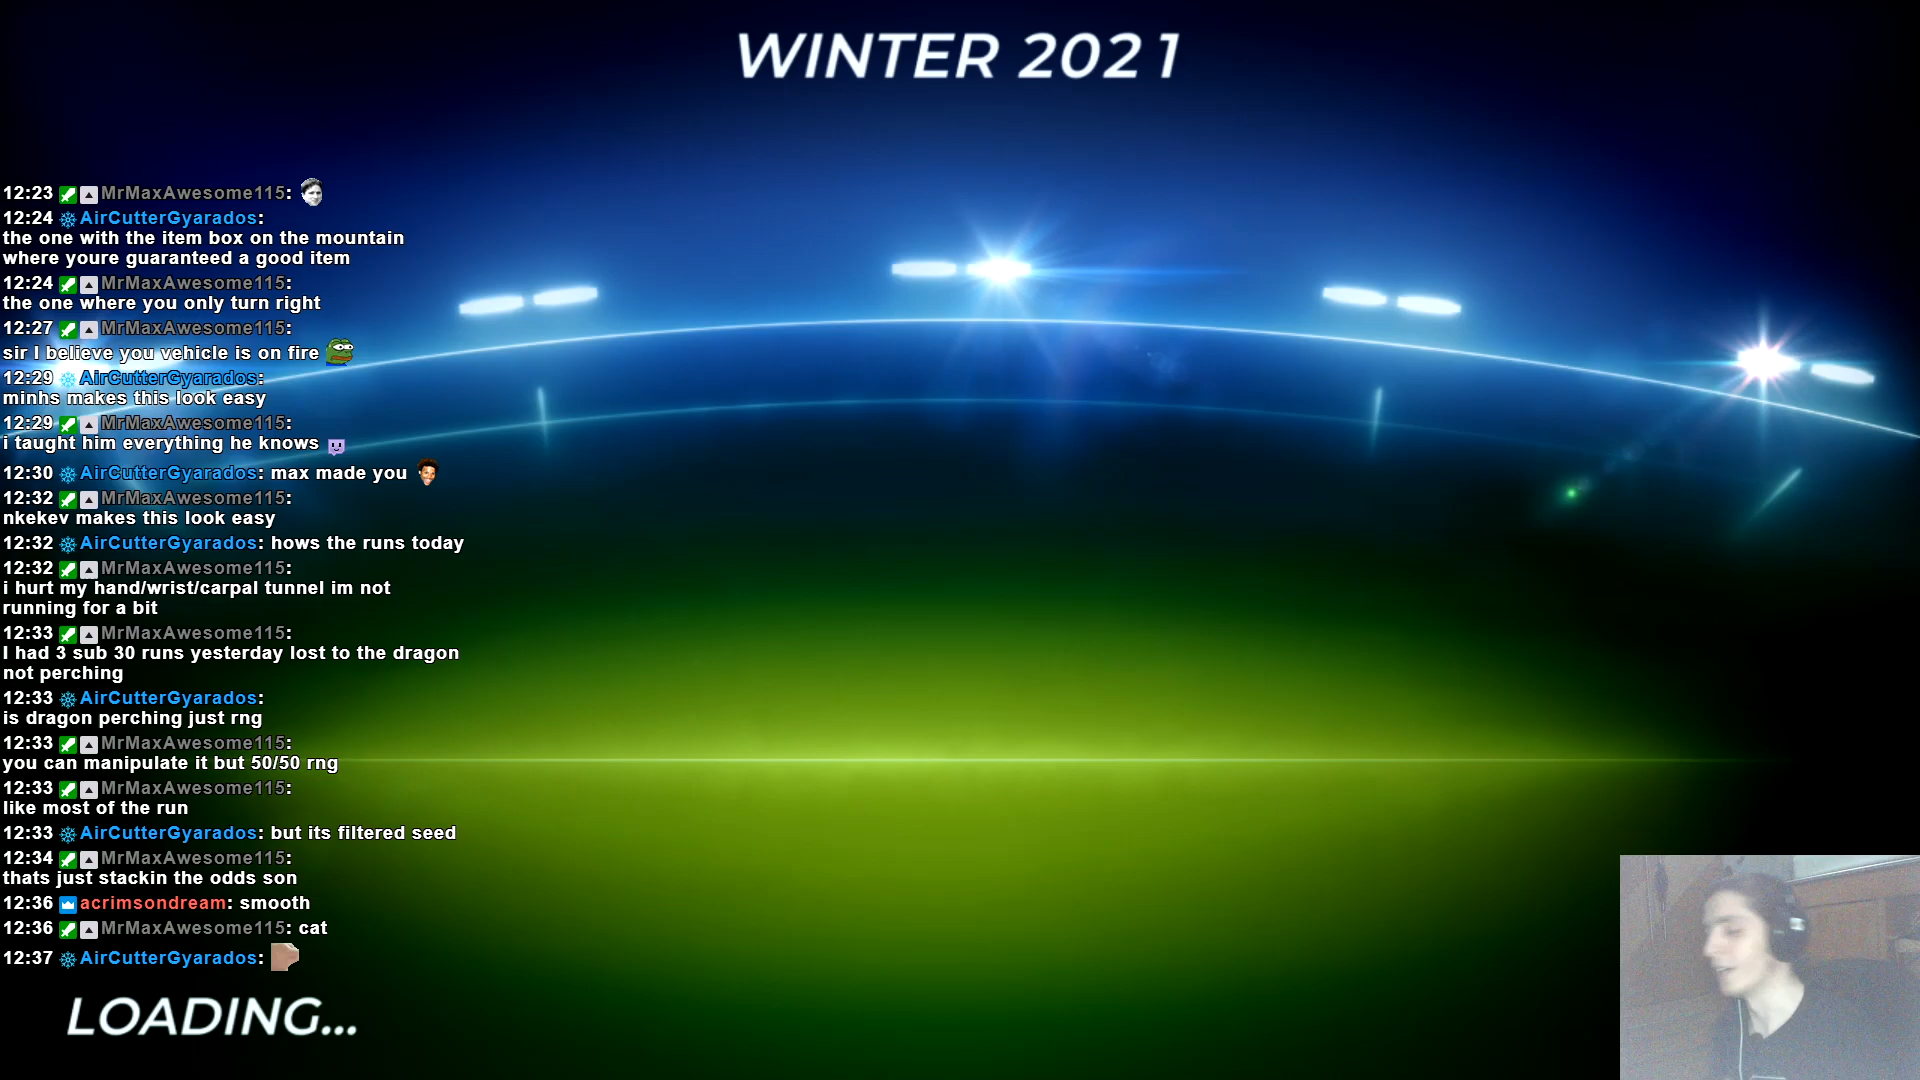 WINTER 2021
12:23 MrMaxAwesome115:
12:24 AirCutterGyarados:
the one with the item box on the mountain
where youre guaranteed a good item
12:24 MrMaxAwesome115:
the one where you only turn right
12:27 MrMaxAwesome115:
sir I believe you vehicle is on fire
12:29 AirCutterGyarados:
minhs makes this look easy
12:29 MrMaxAwesome115:
i taught him everything he knows
12:30 AirCutterGyarados: max made you
12:32 MrMaxAwesome115:
nkekev makes this look easy
12:32 AirCutterGyarados: hows the runs today
12:32 MrMaxAwesome115:
i hurt my hand/wrist/carpal tunnel im not
running for a bit
12:33 MrMaxAwesome115:
I had 3 sub 30 runs yesterday lost to the dragon
not perching
12:33 AirCutterGyarados:
is dragon perching just rng
12:33 MrMaxAwesome115:
you can manipulate it but 50/50 rng
12:33 MrMaxAwesome115:
like most of the run
12:33 AirCutterGyarados: but its filtered seed
12:34 MrMaxAwesome115:
thats just stackin the odds son
12:36 acrimsondream: smooth
12:36 MrMaxAwesome115: cat
12:37 AirCutterGyarados:
LOADING...